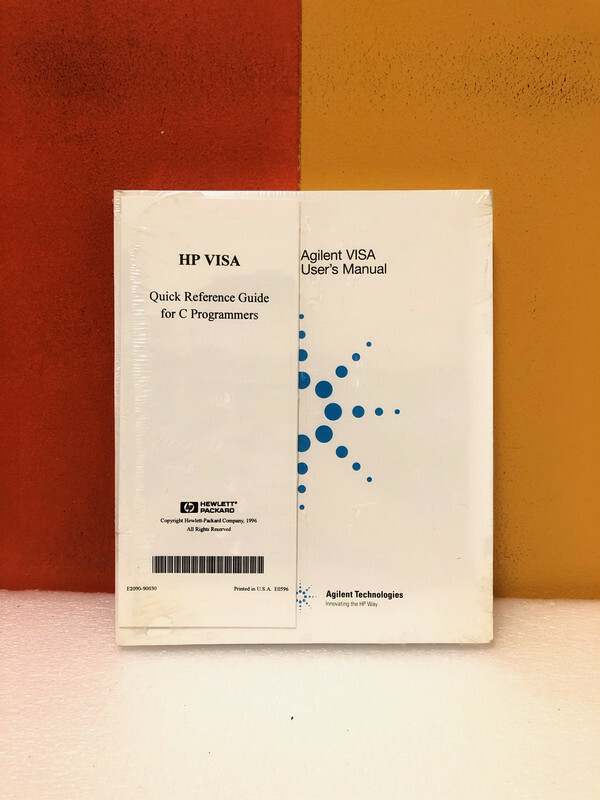 HP VISA
Quick Reference Guide
for C Programmers
hp HEWLETT®
PACKARD
Copyright Hewlett-Packard Company, 1996
All Rights Reserved
E2090-90030
Printed in U.S.A. E0596
Agilent VISA
User's Manual
Agilent Technologies
Innovating the HP Way